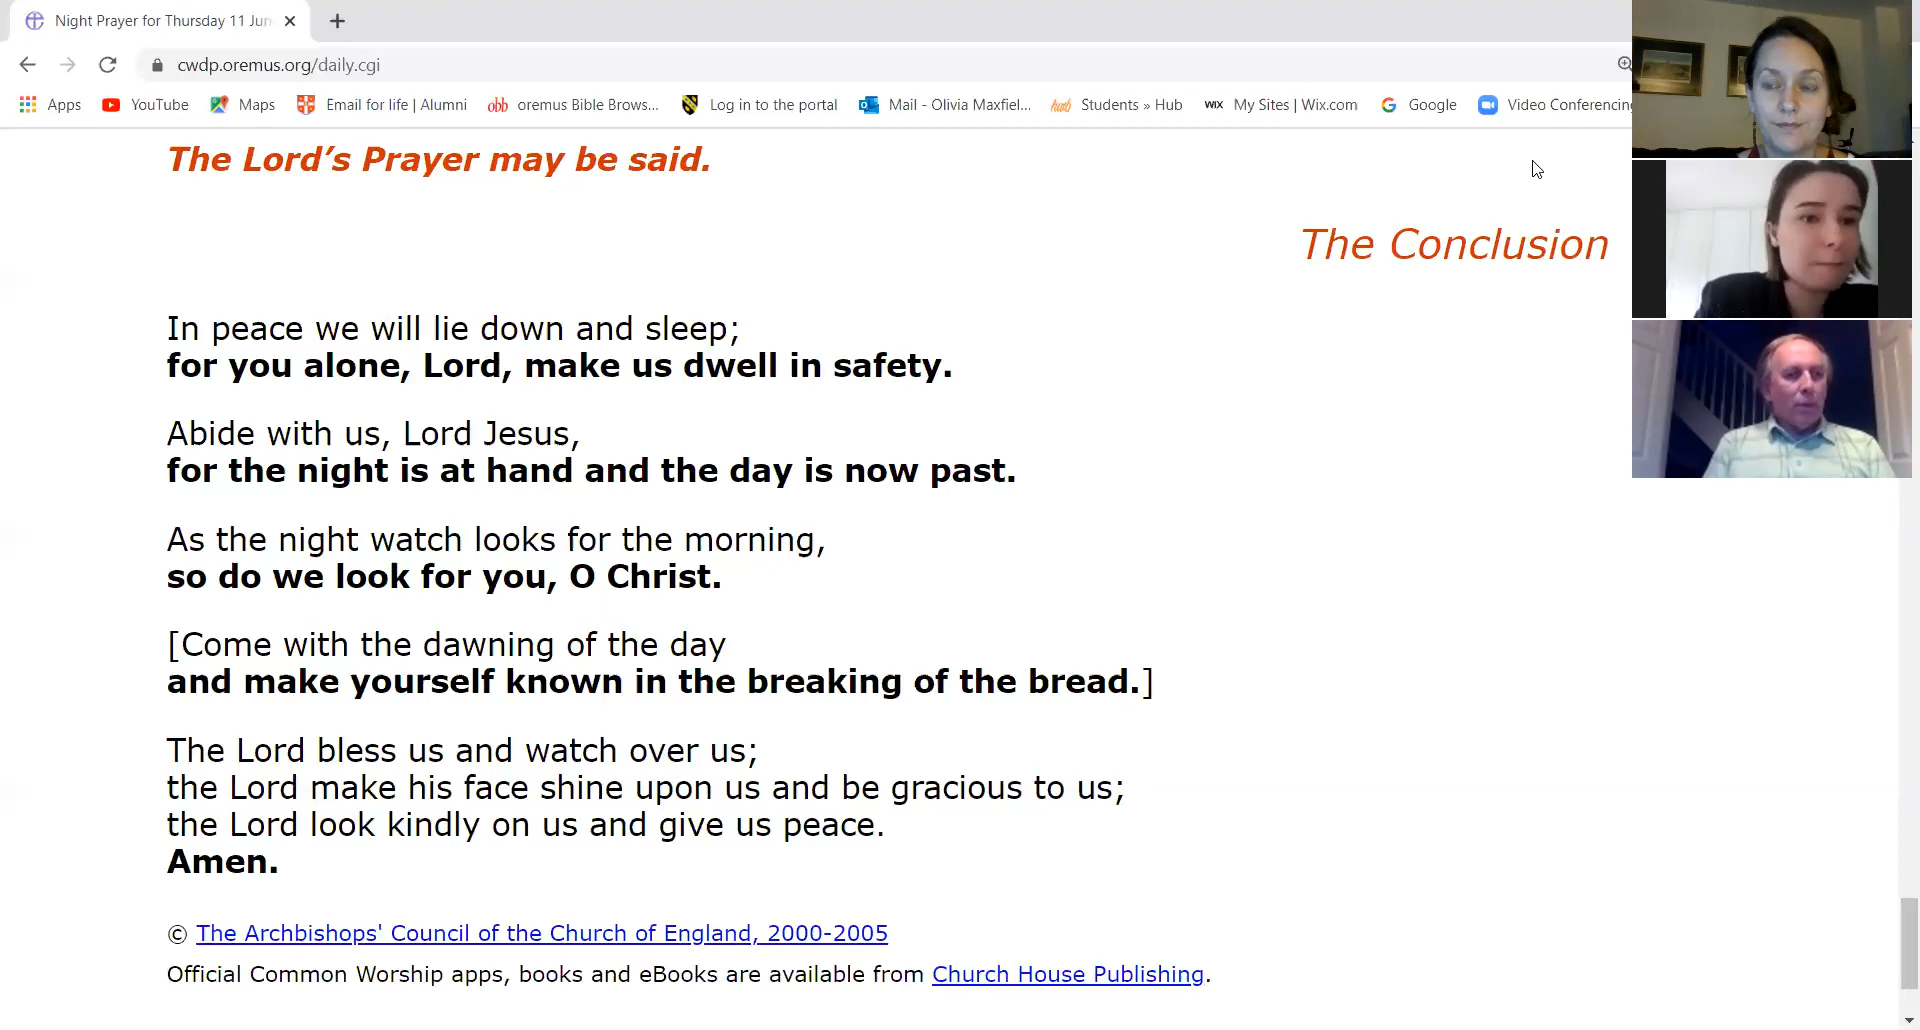 Night Prayer for Thursday 11 Jun
cwdp.oremus.org/daily.cgi
Apps YouTube Maps Email for life | Alumni obb oremus Bible Brows... Log in to the portal Mail - Olivia Maxfiel... hub Students » Hub WIX My Sites | Wix.com Google Video Conferencing
The Lord’s Prayer may be said.
The Conclusion
In peace we will lie down and sleep;
for you alone, Lord, make us dwell in safety.
Abide with us, Lord Jesus,
for the night is at hand and the day is now past.
As the night watch looks for the morning,
so do we look for you, O Christ.
[Come with the dawning of the day
and make yourself known in the breaking of the bread.]
The Lord bless us and watch over us;
the Lord make his face shine upon us and be gracious to us;
the Lord look kindly on us and give us peace.
Amen.
© The Archbishops' Council of the Church of England, 2000-2005
Official Common Worship apps, books and eBooks are available from Church House Publishing.